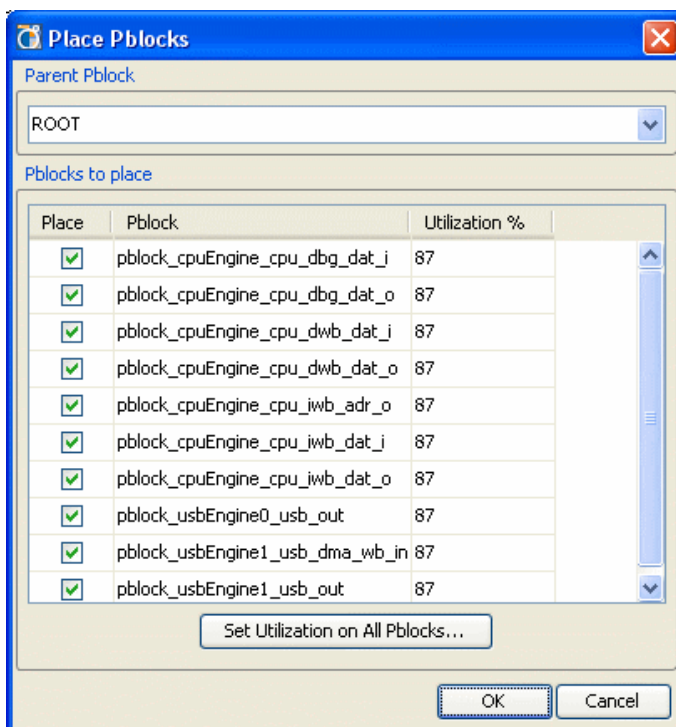 Place Pblocks
Parent Pblock
ROOT
Pblocks to place
Place Pblock Utilization %
pblock_cpuEngine_cpu_dbg_dat_i 87
pblock_cpuEngine_cpu_dbg_dat_o 87
pblock_cpuEngine_cpu_dwb_dat_i 87
pblock_cpuEngine_cpu_dwb_dat_o 87
pblock_cpuEngine_cpu_iwb_adr_o 87
pblock_cpuEngine_cpu_iwb_dat_i 87
pblock_cpuEngine_cpu_iwb_dat_o 87
pblock_usbEngine0_usb_out 87
pblock_usbEngine1_usb_dma_wb_in 87
pblock_usbEngine1_usb_out 87
Set Utilization on All Pblocks...
OK Cancel